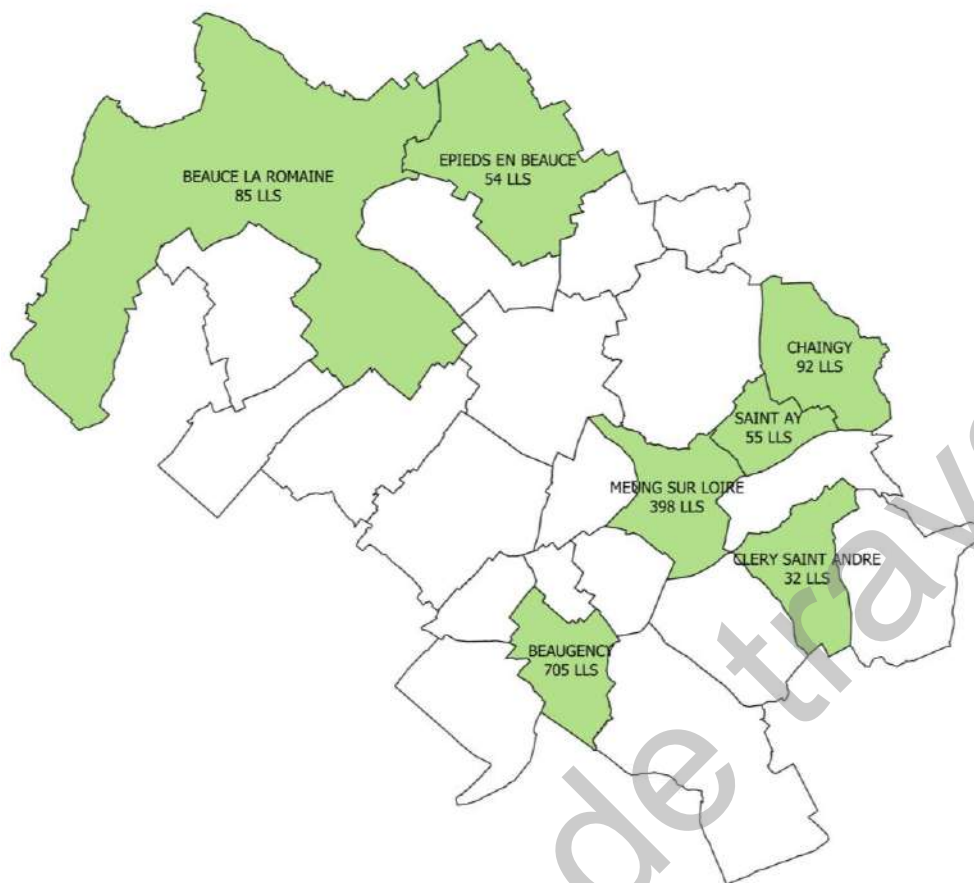 BEAUCE LA ROMAINE
85 LLS
EPIEDS EN BEAUCE
54 LLS
CHAINGY
92 LLS
SAINT AY
55 LLS
MEUNG SUR LOIRE
398 LLS
CLERY SAINT ANDRE
32 LLS
BEAUGENCY
705 LLS
de